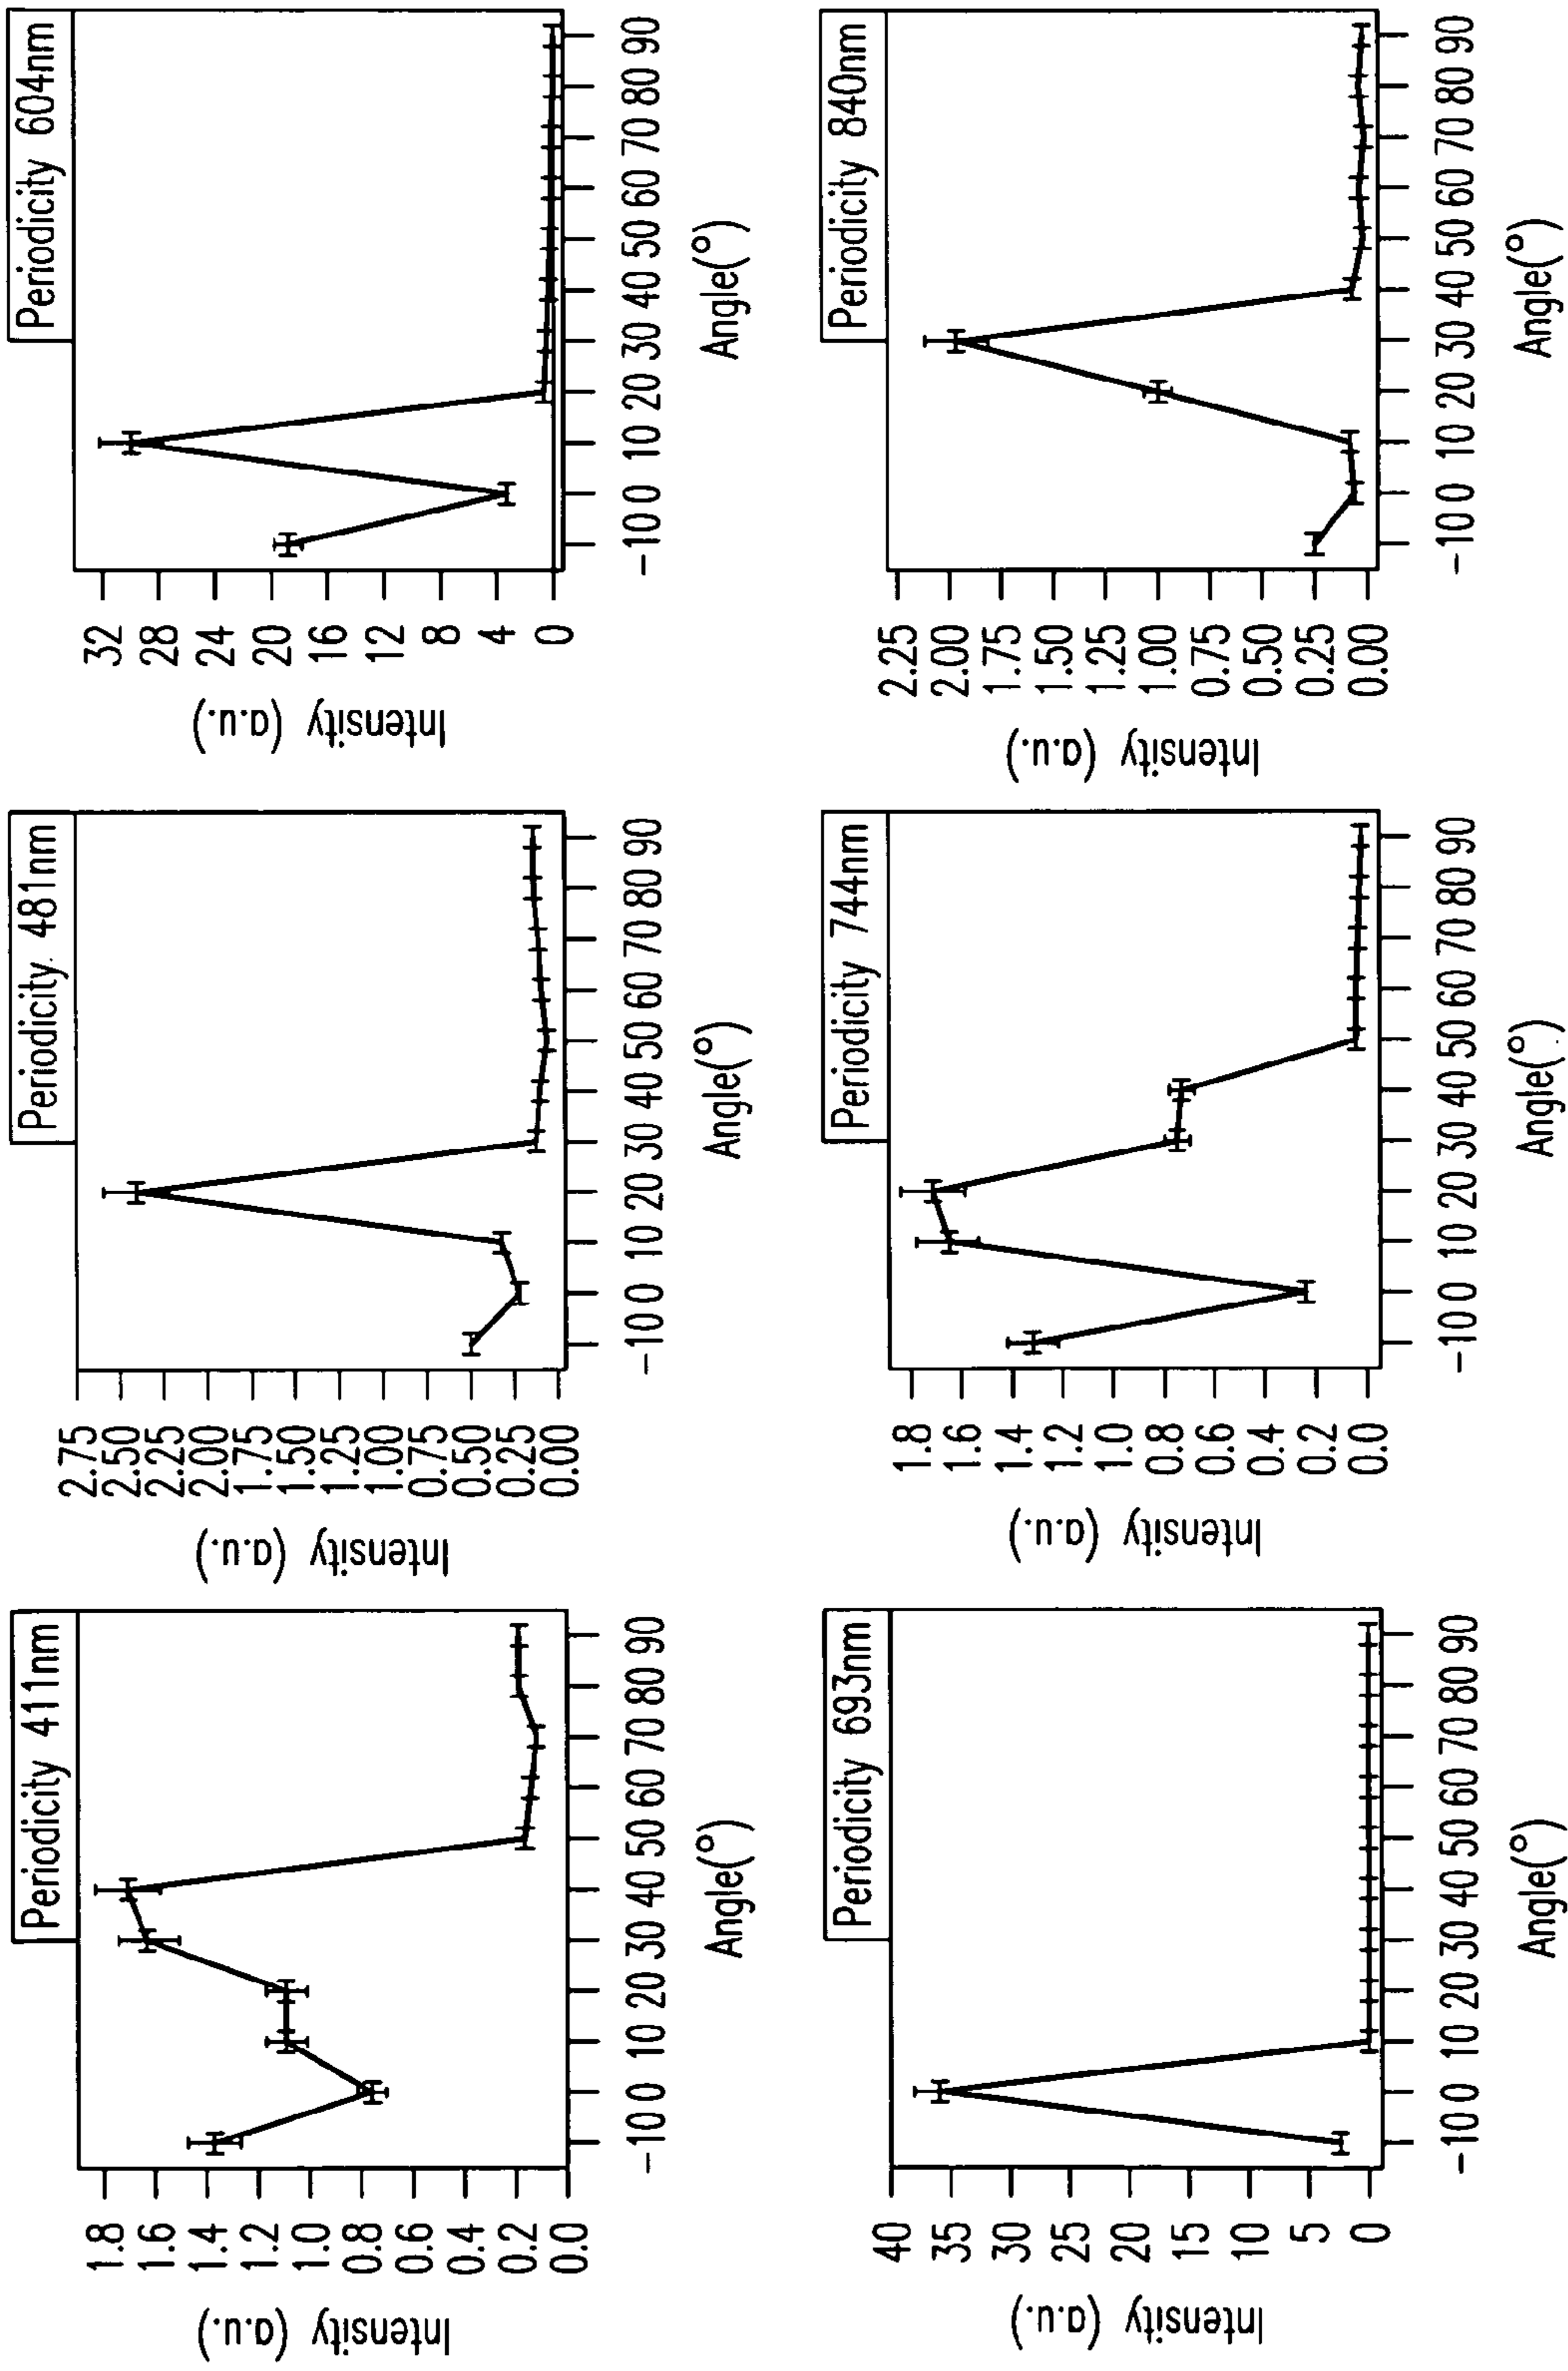 Periodicity 411nm
Intensity (a.u.)
1.8
1.6
1.4
1.2
1.0
0.8
0.6
0.4
0.2
0.0
-10 0 10 20 30 40 50 60 70 80 90
Angle(°)
Periodicity. 481nm
Intensity (a.u.)
2.75
2.50
2.25
2.00
1.75
1.50
1.25
1.00
0.75
0.50
0.25
0.00
-10 0 10 20 30 40 50 60 70 80 90
Angle(°)
Periodicity 604nm
Intensity (a.u.)
32
28
24
20
16
12
8
4
0
-10 0 10 20 30 40 50 60 70 80 90
Angle(°)
Periodicity 693nm
Intensity (a.u.)
40
35
30
25
20
15
10
5
0
-10 0 10 20 30 40 50 60 70 80 90
Angle(°)
Periodicity 744nm
Intensity (a.u.)
1.8
1.6
1.4
1.2
1.0
0.8
0.6
0.4
0.2
0.0
-10 0 10 20 30 40 50 60 70 80 90
Angle(°)
Periodicity 840nm
Intensity (a.u.)
2.25
2.00
1.75
1.50
1.25
1.00
0.75
0.50
0.25
0.00
-10 0 10 20 30 40 50 60 70 80 90
Angle(°)